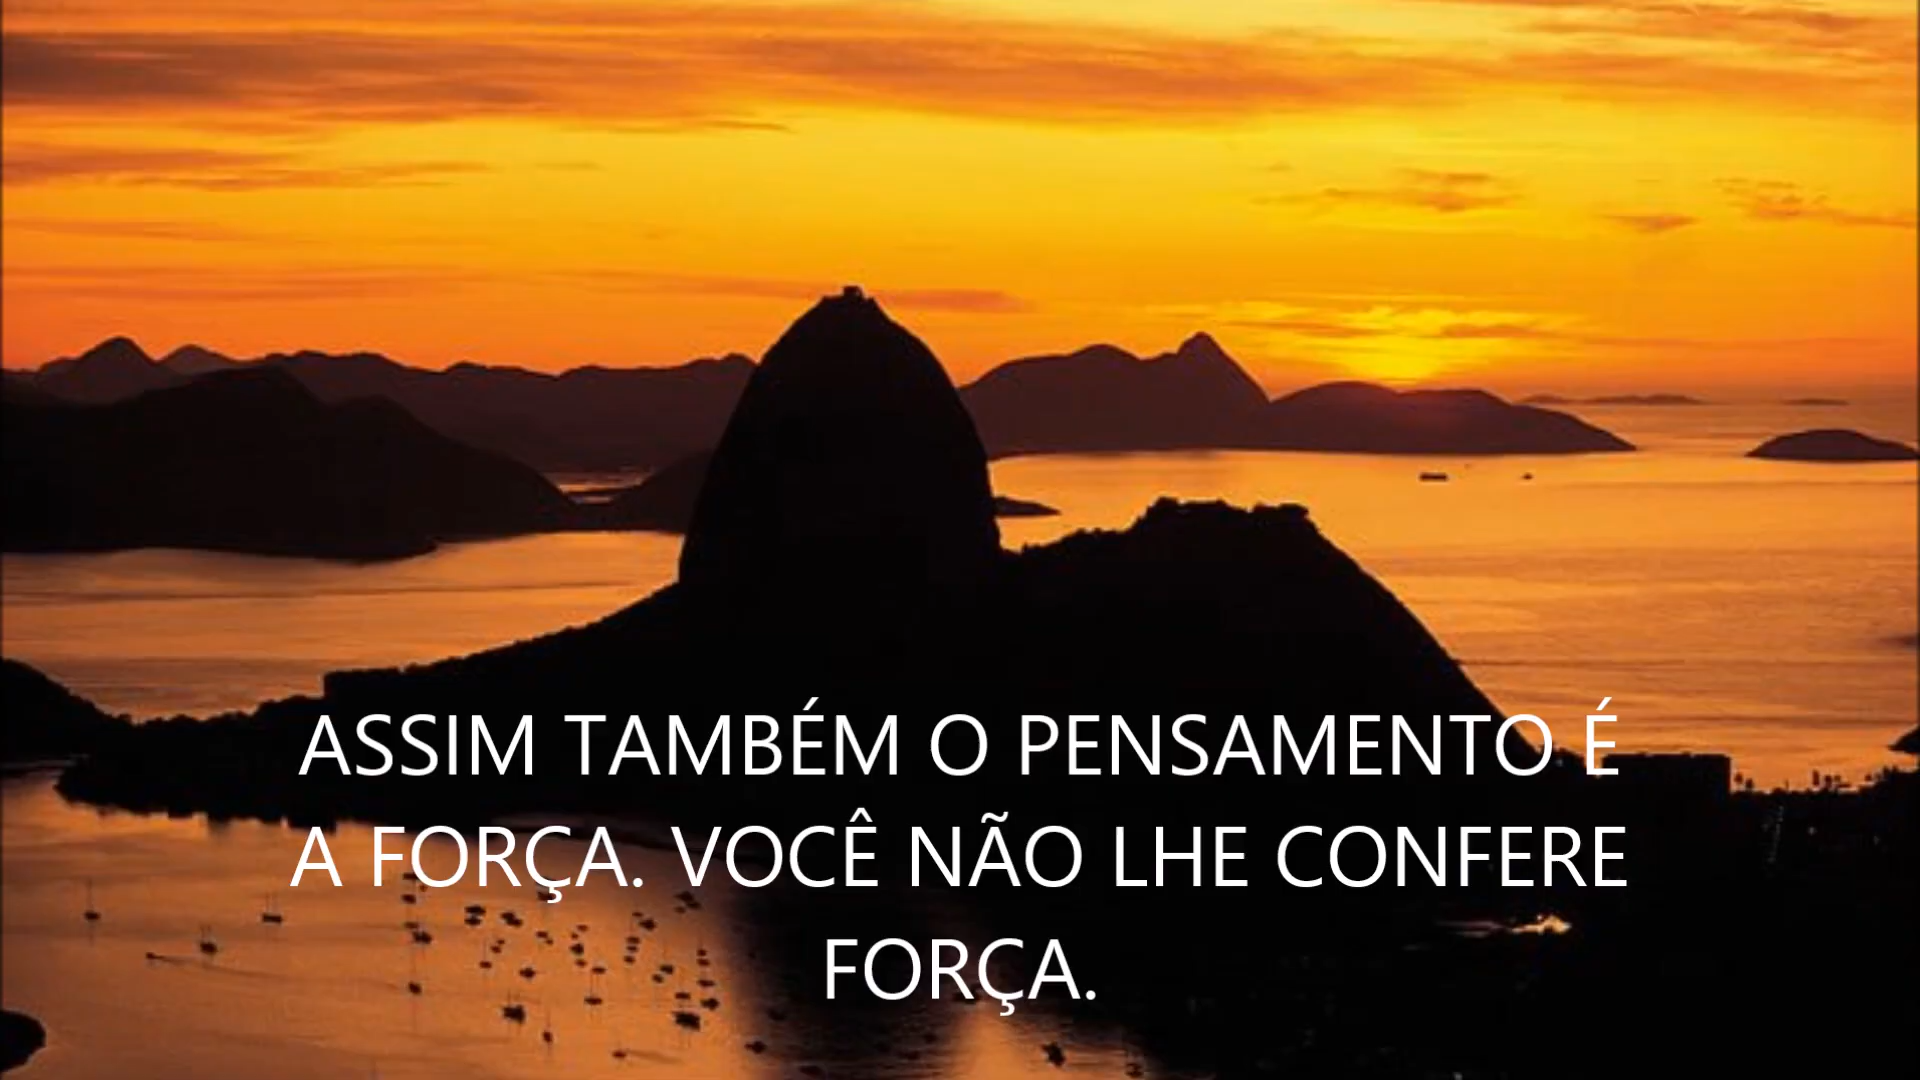 ASSIM TAMBÉM O PENSAMENTO É
A FORÇA. VOCÊ NÃO LHE CONFERE
FORÇA.